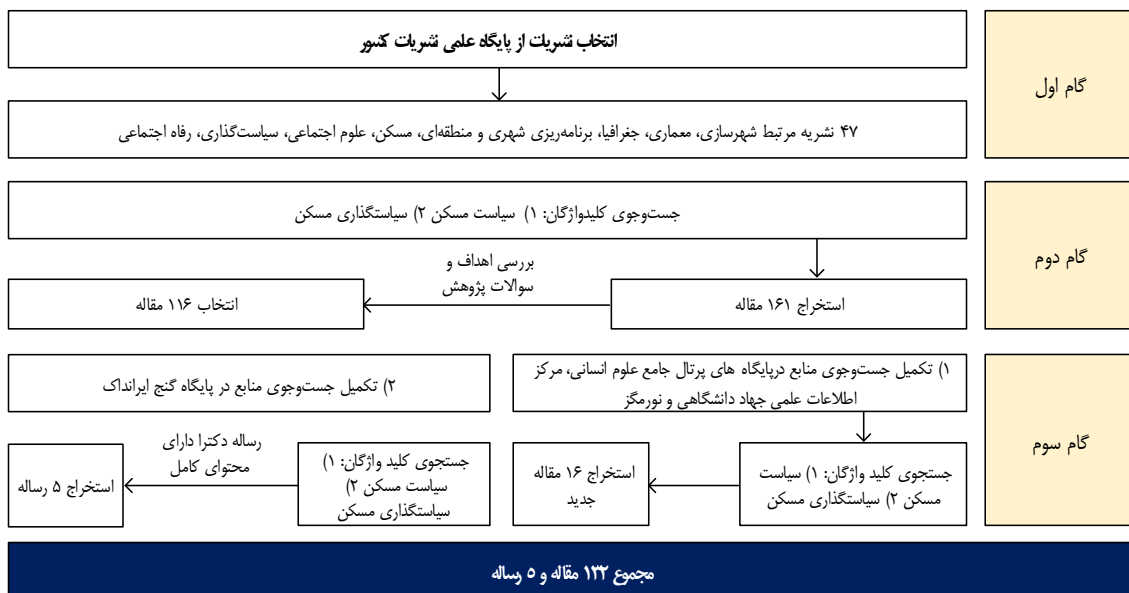 گام اول
انتخاب نشریات از پایگاه علمی نشریات کشور
۴۷ نشریه مرتبط شهرسازی، معماری، جغرافیا، برنامه‌ریزی شهری و منطقه‌ای، مسکن، علوم اجتماعی، سیاست‌گذاری، رفاه اجتماعی
گام دوم
جست‌وجوی کلیدواژگان: ۱) سیاست مسکن ۲) سیاستگذاری مسکن
استخراج ۱۶۱ مقاله
بررسی اهداف و
سوالات پژوهش
انتخاب ۱۱۶ مقاله
گام سوم
۱) تکمیل جست‌وجوی منابع درپایگاه های پرتال جامع علوم انسانی، مرکز
اطلاعات علمی جهاد دانشگاهی و نورمگز
جستجوی کلید واژگان: ۱) سیاست
مسکن ۲) سیاستگذاری مسکن
استخراج ۱۶ مقاله
جدید
۲) تکمیل جست‌وجوی منابع در پایگاه گنج ایرانداک
جستجوی کلید واژگان: ۱)
سیاست مسکن ۲)
سیاستگذاری مسکن
رساله دکترا دارای
محتوای کامل
استخراج ۵ رساله
مجموع ۱۳۲ مقاله و ۵ رساله